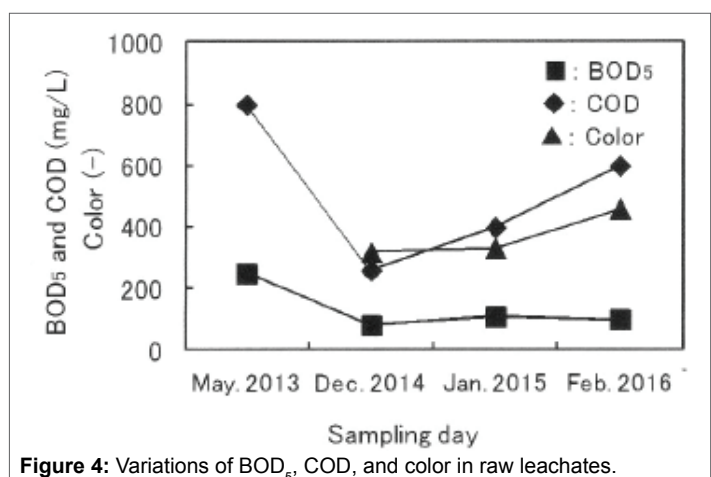 1000
800
600
400
200
0
BOD5 and COD (mg/L)
Color (-)
■: BOD5
◆: COD
▲: Color
May. 2013 Dec. 2014 Jan. 2015 Feb. 2016
Sampling day
Figure 4: Variations of BOD5, COD, and color in raw leachates.